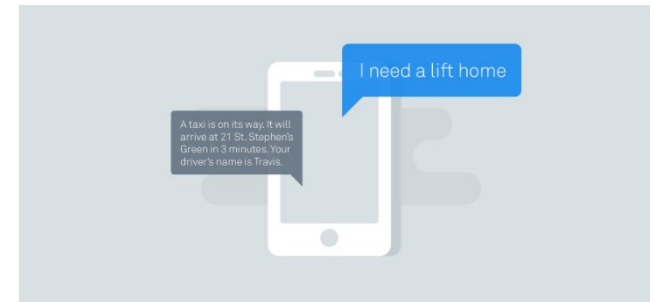 I need a lift home
A taxi is on its way. It will
arrive at 21 St. Stephen's
Green in 3 minutes. Your
driver's name is Travis.